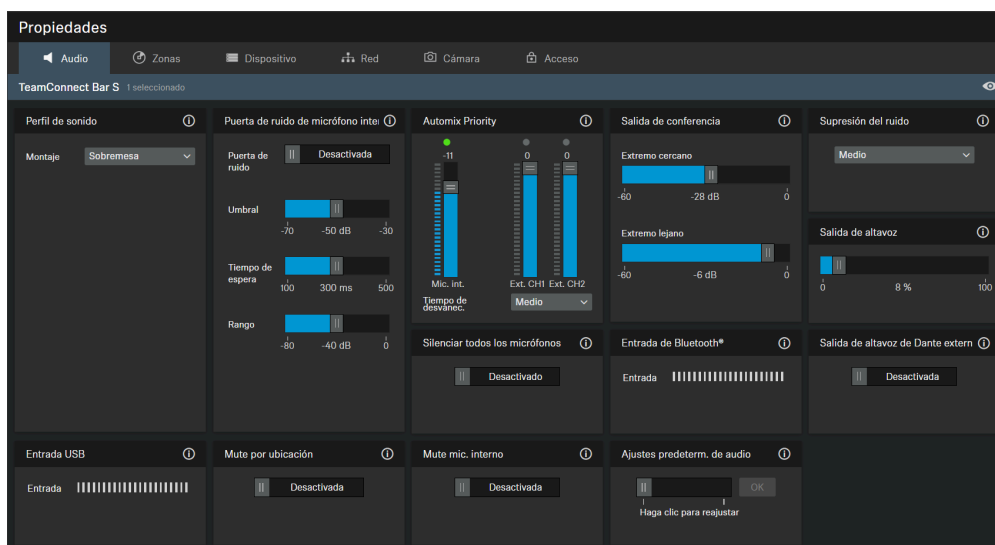 Propiedades
Audio Zonas Dispositivo Red Cámara Acceso
TeamConnect Bar S 1 seleccionado
Perfil de sonido
Montaje Sobremesa
Puerta de ruido de micrófono inte
Puerta de
ruido
Desactivada
Umbral
-70 -50 dB -30
Tiempo de
espera
100 300 ms 500
Rango
-80 -40 dB 0
Automix Priority
-11 0 0
Mic. int. Ext. CH1 Ext. CH2
Tiempo de
desvanec.
Medio
Salida de conferencia
Extremo cercano
-60 -28 dB 0
Extremo lejano
-60 -6 dB 0
Supresión del ruido
Medio
Salida de altavoz
0 8 % 100
Silenciar todos los micrófonos
Desactivado
Entrada de Bluetooth®
Entrada
Salida de altavoz de Dante extern
Desactivada
Entrada USB
Entrada
Mute por ubicación
Desactivada
Mute mic. interno
Desactivada
Ajustes predeterm. de audio
OK
Haga clic para reajustar